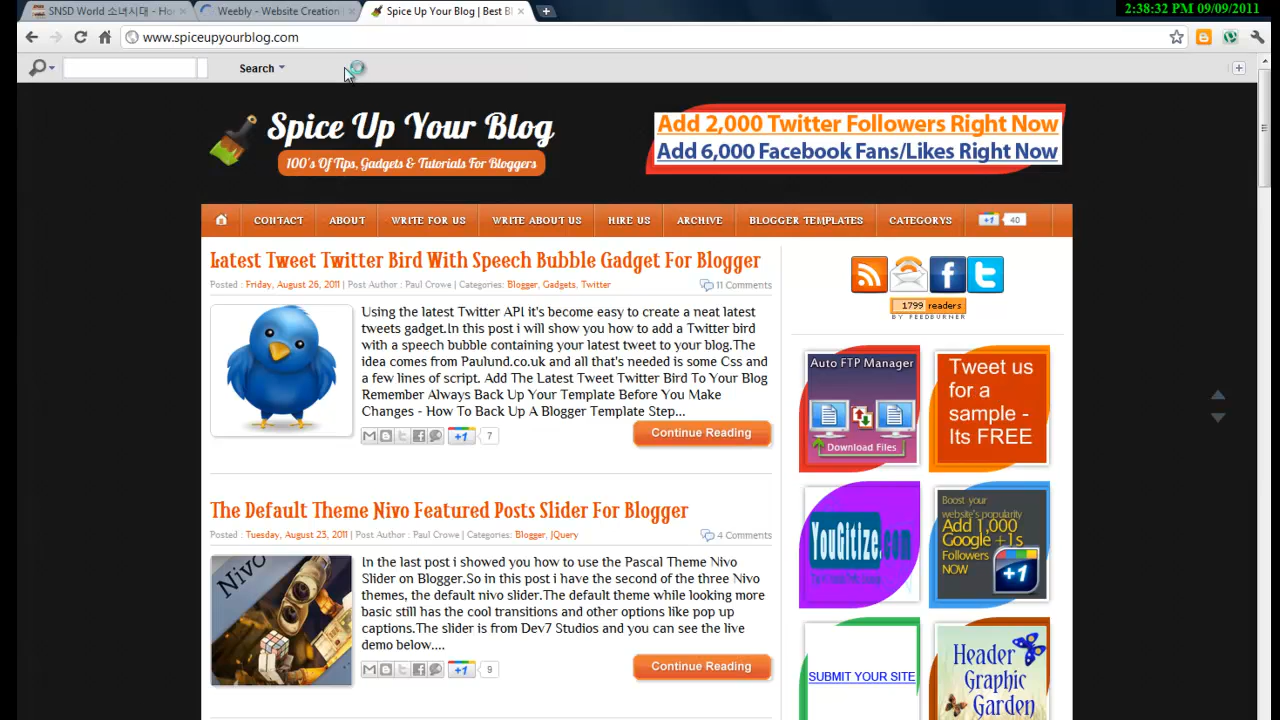 2:38:32 PM 09/09/2011
SNSD World 소녀시대 - Ho
Weebly - Website Creation
Spice Up Your Blog | Best Bl
www.spiceupyourblog.com
Search
Spice Up Your Blog
100's Of Tips, Gadgets & Tutorials For Bloggers
Add 2,000 Twitter Followers Right Now
Add 6,000 Facebook Fans/Likes Right Now
CONTACT ABOUT WRITE FOR US WRITE ABOUT US HIRE US ARCHIVE BLOGGER TEMPLATES CATEGORYS +1 40
Latest Tweet Twitter Bird With Speech Bubble Gadget For Blogger
Posted : Friday, August 26, 2011 | Post Author : Paul Crowe | Categories: Blogger, Gadgets, Twitter 11 Comments
Using the latest Twitter API it's become easy to create a neat latest
tweets gadget.In this post i will show you how to add a Twitter bird
with a speech bubble containing your latest tweet to your blog.The
idea comes from Paulund.co.uk and all that's needed is some Css and
a few lines of script. Add The Latest Tweet Twitter Bird To Your Blog
Remember Always Back Up Your Template Before You Make
Changes - How To Back Up A Blogger Template Step...
+1 7
Continue Reading
The Default Theme Nivo Featured Posts Slider For Blogger
Posted : Tuesday, August 23, 2011 | Post Author : Paul Crowe | Categories: Blogger, JQuery 4 Comments
Nivo
In the last post i showed you how to use the Pascal Theme Nivo
Slider on Blogger.So in this post i have the second of the three Nivo
themes, the default nivo slider.The default theme while looking more
basic still has the cool transitions and other options like pop up
captions.The slider is from Dev7 Studios and you can see the live
demo below....
+1 9
Continue Reading
1799 readers
BY FEEDBURNER
Auto FTP Manager
Download Files
Tweet us
for a
sample -
Its FREE
YouGitize.com
Boost your
website's popularity
Add 1,000
Google +1s
Followers
NOW
+1
SUBMIT YOUR SITE
Header
Graphic
Garden